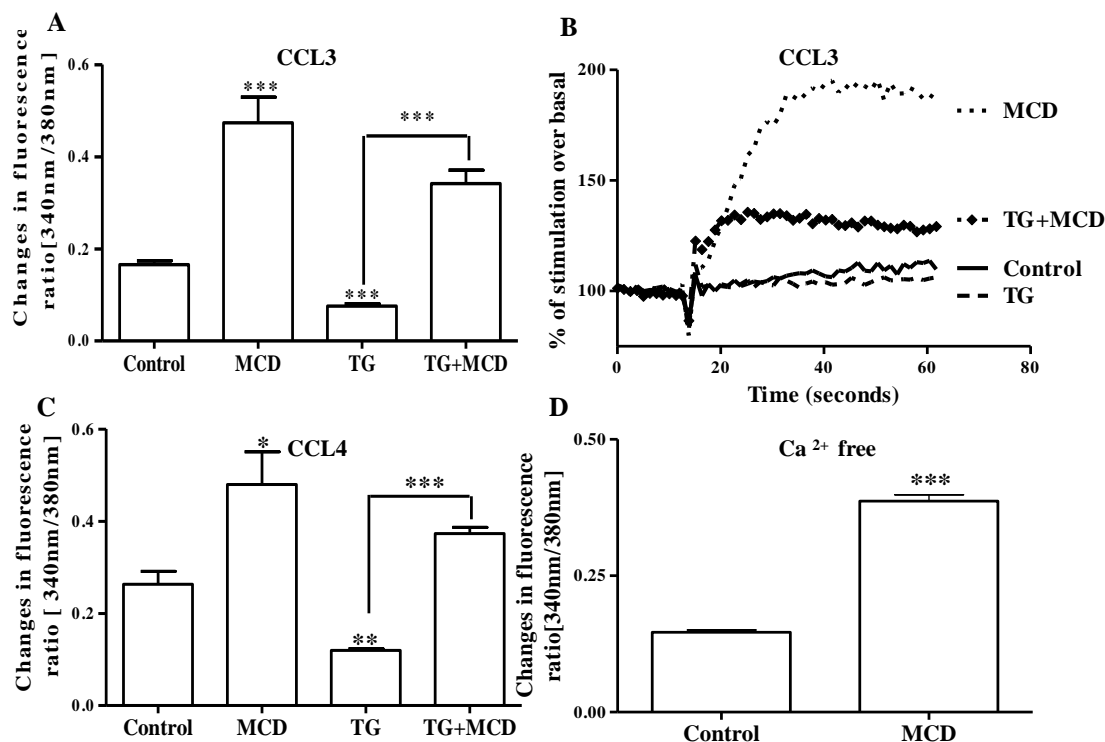 A
CCL3
Changes in fluorescence
ratio[340nm/380nm]
0.6
0.4
0.2
0.0
***
***
***
Control MCD TG TG+MCD
B
CCL3
% of stimulation over basal
200
150
100
MCD
TG+MCD
Control
TG
0 20 40 60 80
Time (seconds)
C
CCL4
Changes in fluorescence
ratio [ 340nm/380nm]
0.6
0.4
0.2
0.0
*
**
***
Control MCD TG TG+MCD
D
Ca 2+ free
Changes in fluorescence
ratio[340nm/380nm]
0.50
0.25
0.00
***
Control MCD